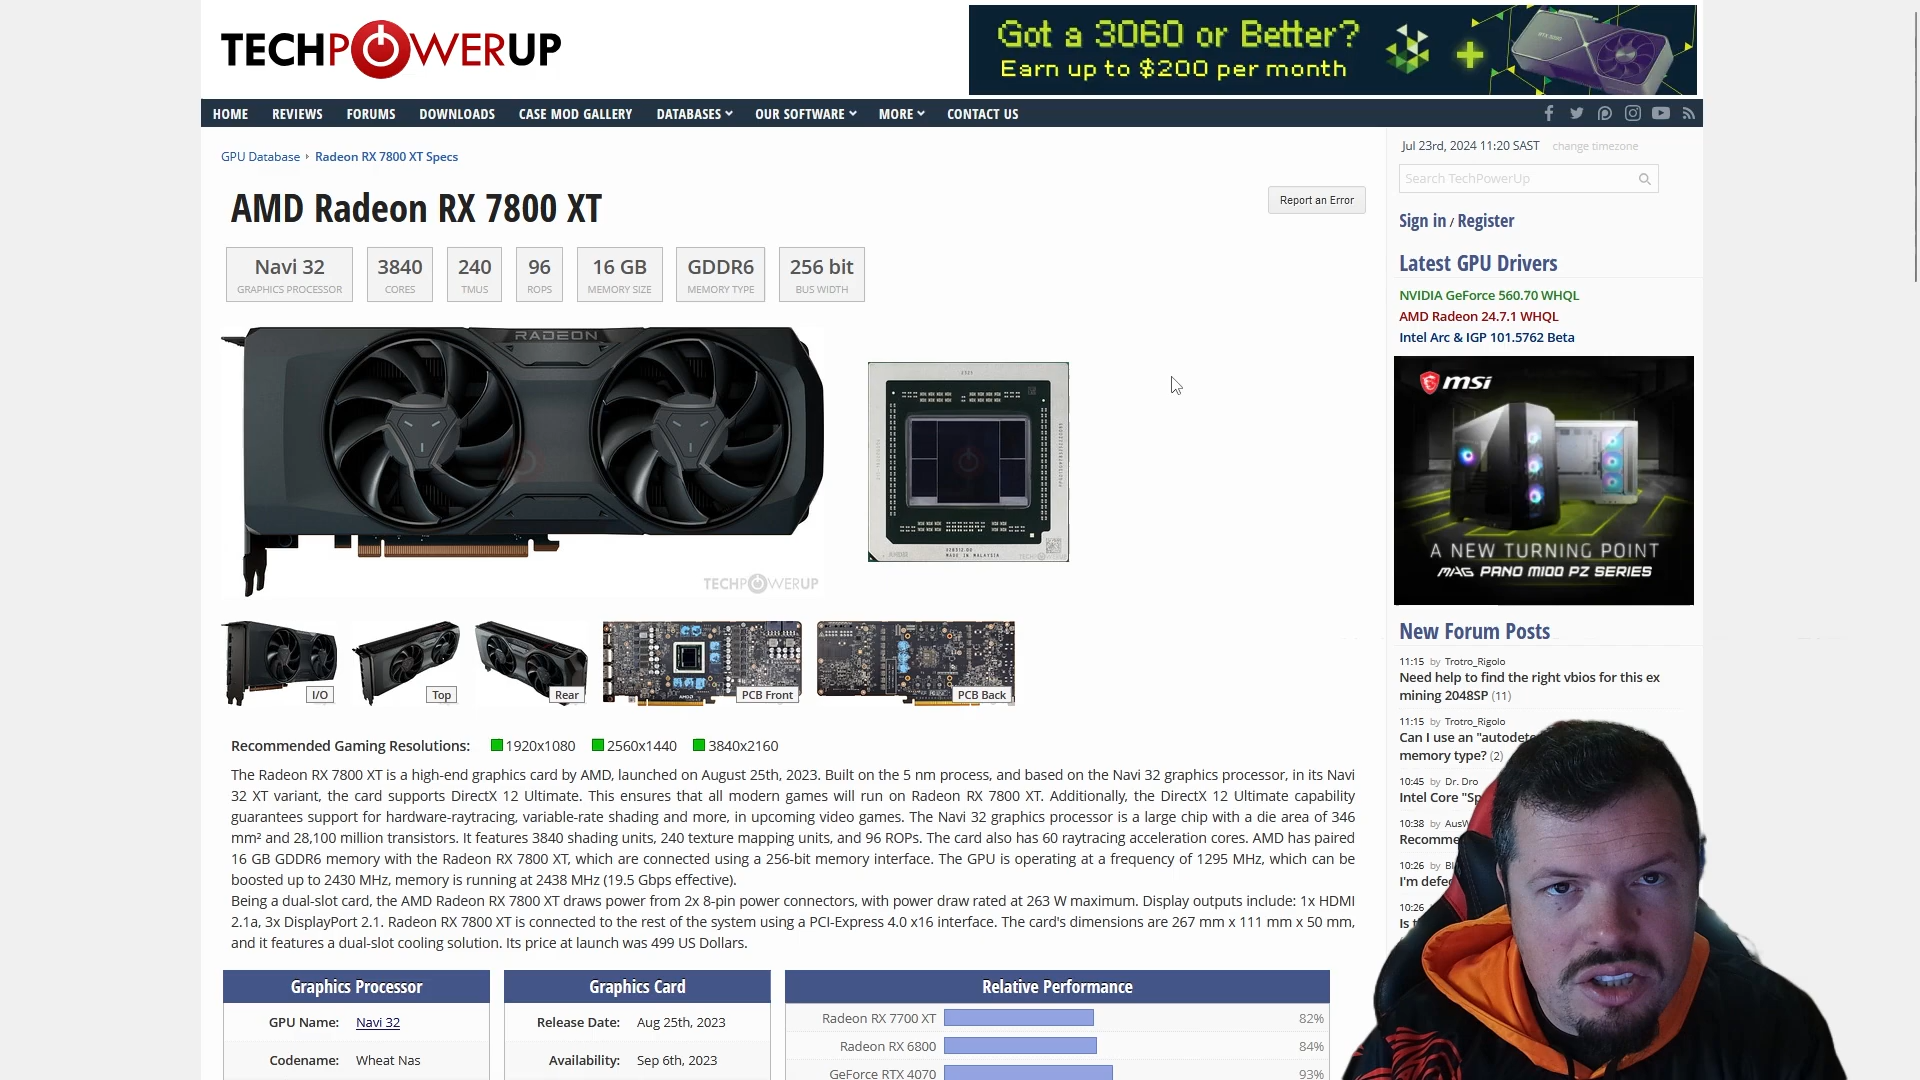 TECHPOWERUP
Got a 3060 or Better?
Earn up to $200 per month
HOME REVIEWS FORUMS DOWNLOADS CASE MOD GALLERY DATABASES OUR SOFTWARE MORE CONTACT US
GPU Database Radeon RX 7800 XT Specs
AMD Radeon RX 7800 XT
Report an Error
Navi 32 3840 240 96 16 GB GDDR6 256 bit
GRAPHICS PROCESSOR CORES TMUS ROPS MEMORY SIZE MEMORY TYPE BUS WIDTH
RADEON
TECHPOWERUP
I/O Top Rear PCB Front PCB Back
Recommended Gaming Resolutions: 1920x1080 2560x1440 3840x2160
The Radeon RX 7800 XT is a high-end graphics card by AMD, launched on August 25th, 2023. Built on the 5 nm process, and based on the Navi 32 graphics processor, in its Navi
32 XT variant, the card supports DirectX 12 Ultimate. This ensures that all modern games will run on Radeon RX 7800 XT. Additionally, the DirectX 12 Ultimate capability
guarantees support for hardware-raytracing, variable-rate shading and more, in upcoming video games. The Navi 32 graphics processor is a large chip with a die area of 346
mm² and 28,100 million transistors. It features 3840 shading units, 240 texture mapping units, and 96 ROPs. The card also has 60 raytracing acceleration cores. AMD has paired
16 GB GDDR6 memory with the Radeon RX 7800 XT, which are connected using a 256-bit memory interface. The GPU is operating at a frequency of 1295 MHz, which can be
boosted up to 2430 MHz, memory is running at 2438 MHz (19.5 Gbps effective).
Being a dual-slot card, the AMD Radeon RX 7800 XT draws power from 2x 8-pin power connectors, with power draw rated at 263 W maximum. Display outputs include: 1x HDMI
2.1a, 3x DisplayPort 2.1. Radeon RX 7800 XT is connected to the rest of the system using a PCI-Express 4.0 x16 interface. The card's dimensions are 267 mm x 111 mm x 50 mm,
and it features a dual-slot cooling solution. Its price at launch was 499 US Dollars.
Graphics Processor
GPU Name: Navi 32
Codename: Wheat Nas
Graphics Card
Release Date: Aug 25th, 2023
Availability: Sep 6th, 2023
Relative Performance
Radeon RX 7700 XT 82%
Radeon RX 6800 84%
GeForce RTX 4070 93%
Jul 23rd, 2024 11:20 SAST change timezone
Search TechPowerUp
Sign in / Register
Latest GPU Drivers
NVIDIA GeForce 560.70 WHQL
AMD Radeon 24.7.1 WHQL
Intel Arc & IGP 101.5762 Beta
msi
A NEW TURNING POINT
MAG PANO M100 PZ SERIES
New Forum Posts
11:15 by Trotro_Rigolo
Need help to find the right vbios for this ex
mining 2048SP (11)
11:15 by Trotro_Rigolo
Can I use an "autodete
memory type? (2)
10:45 by Dr. Dro
Intel Core "Sp
10:38 by AusW
Recomme
10:26 by Bl
I'm defe
10:26
Is